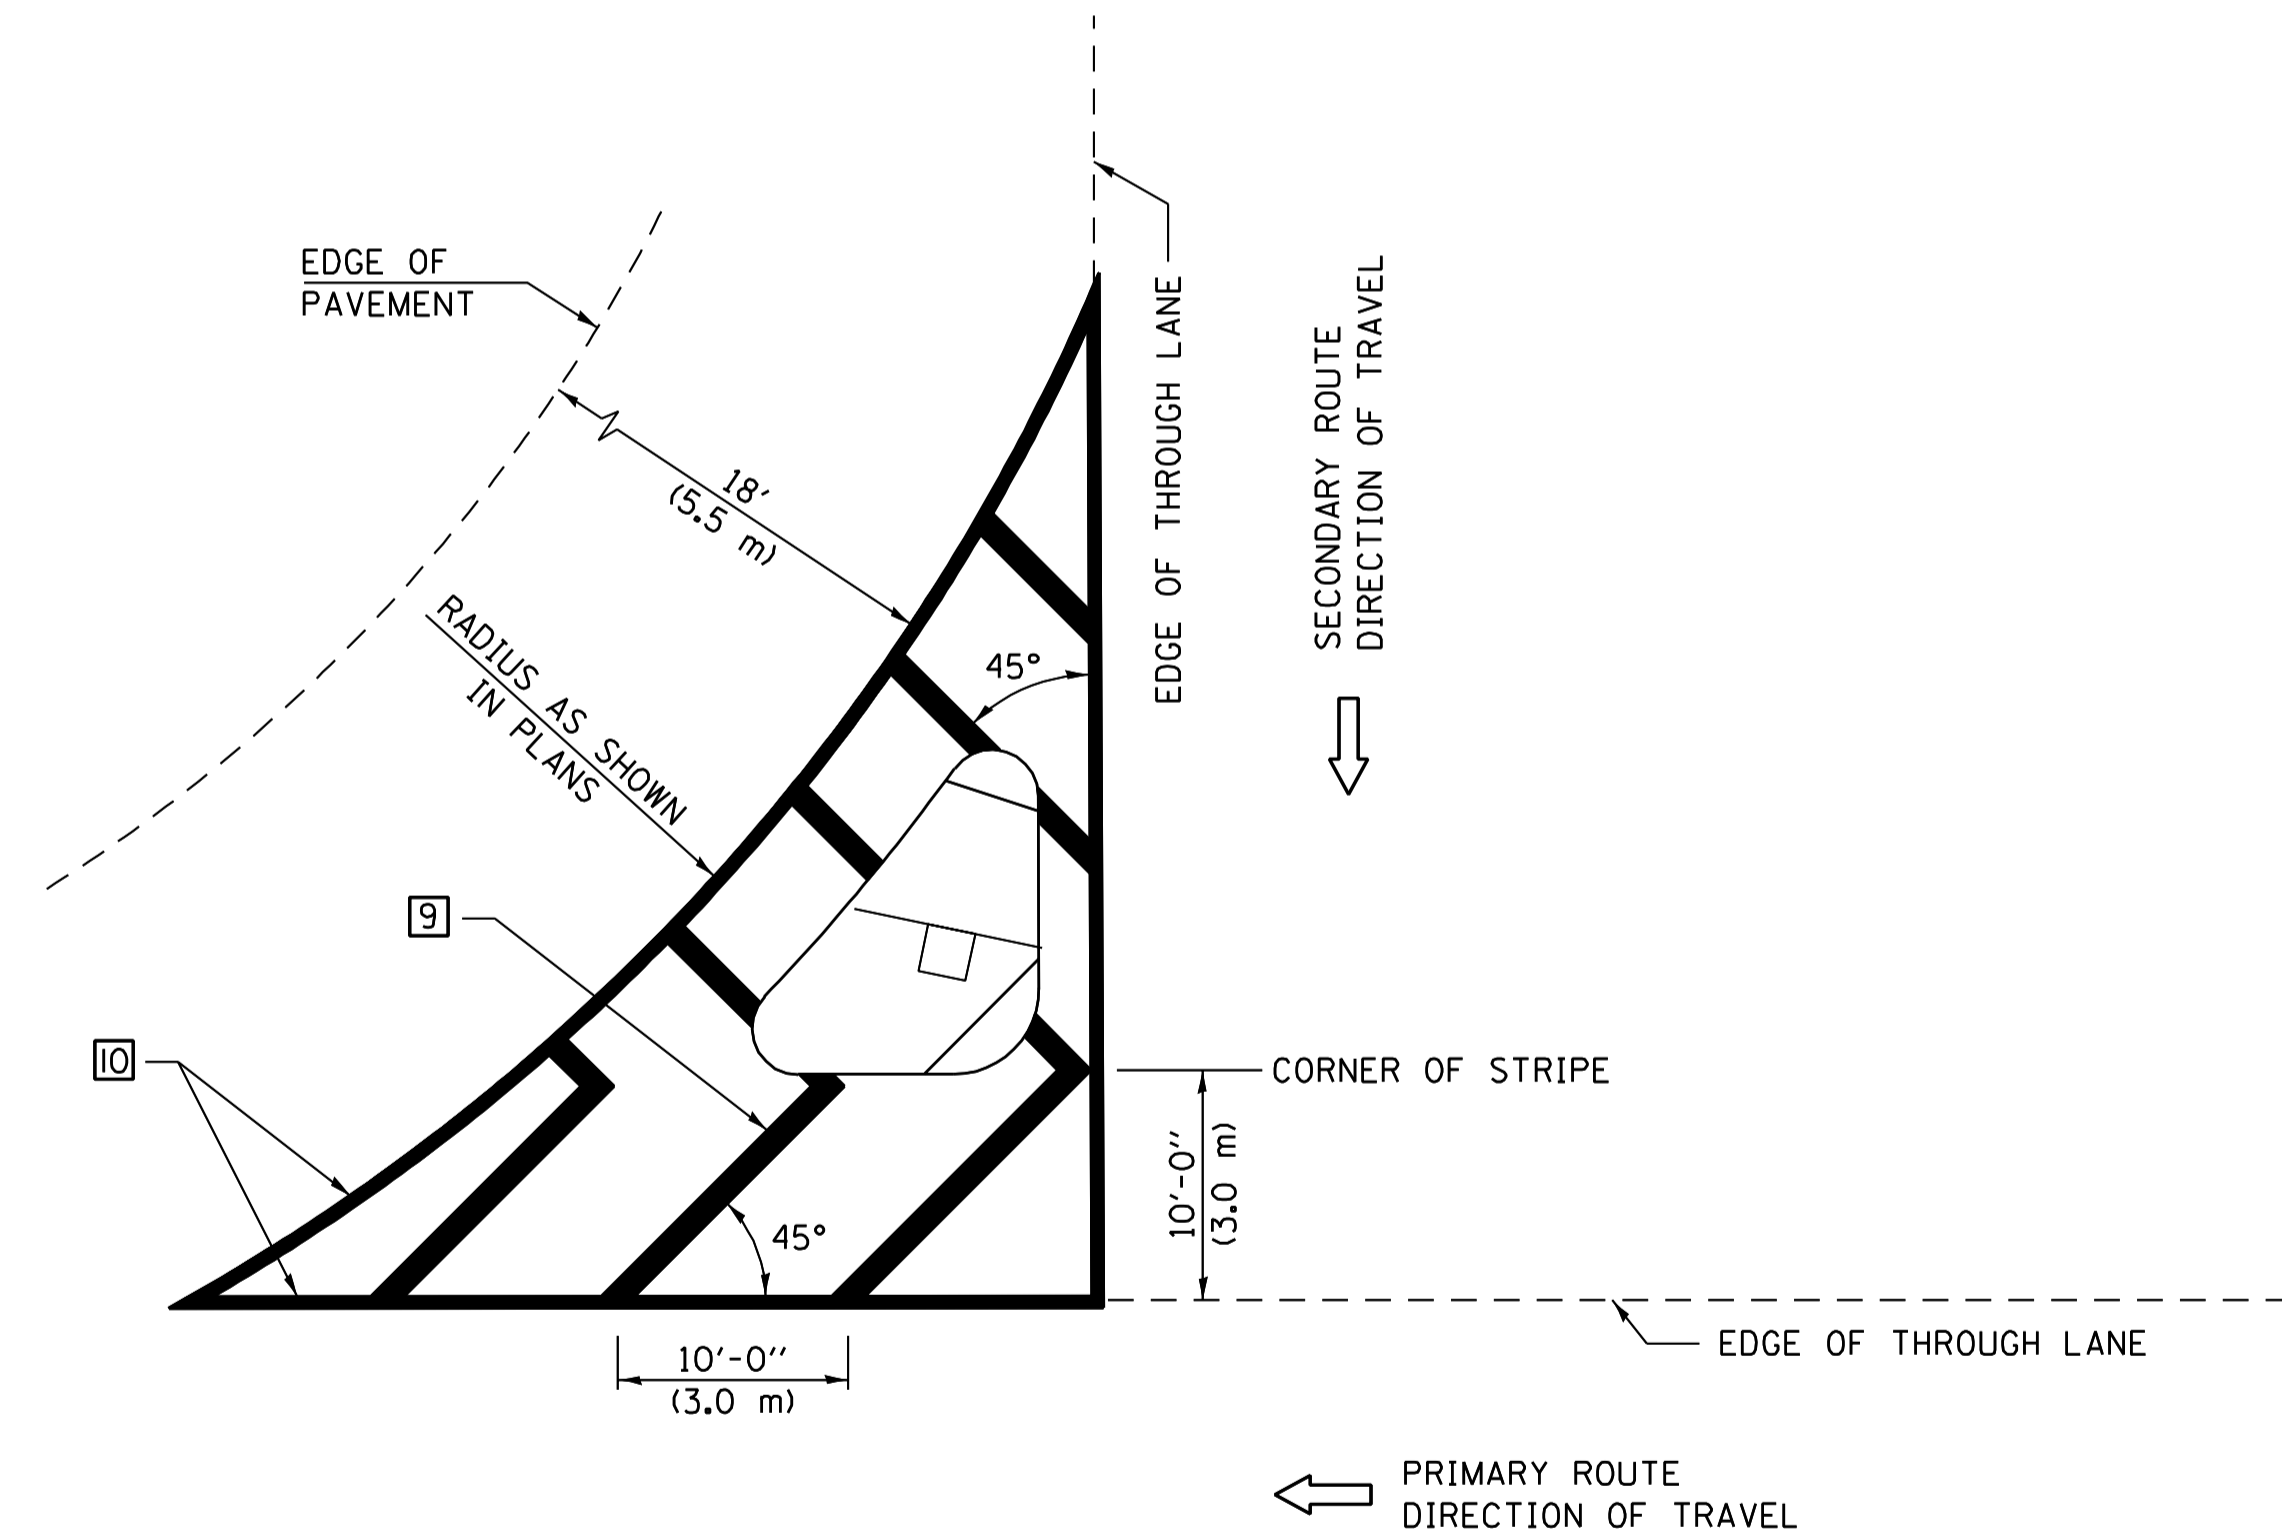 EDGE OF
PAVEMENT
18'
(5.5 m)
RADIUS AS SHOWN
IN PLANS
45°
EDGE OF THROUGH LANE
SECONDARY ROUTE
DIRECTION OF TRAVEL
9
10
CORNER OF STRIPE
10'-0"
(3.0 m)
45°
EDGE OF THROUGH LANE
10'-0"
(3.0 m)
PRIMARY ROUTE
DIRECTION OF TRAVEL